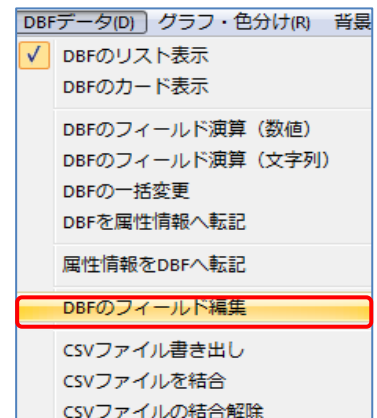 DBFデータ(D) グラフ・色分け(R) 背景
DBFのリスト表示
DBFのカード表示
DBFのフィールド演算（数値）
DBFのフィールド演算（文字列）
DBFの一括変更
DBFを属性情報へ転記
属性情報をDBFへ転記
DBFのフィールド編集
CSVファイル書き出し
CSVファイルを結合
CSVファイルの結合解除